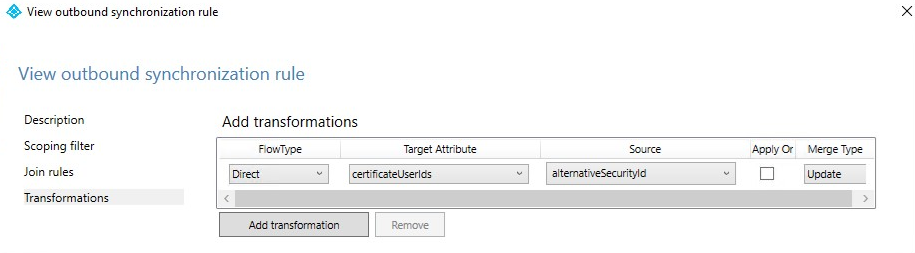 View outbound synchronization rule
View outbound synchronization rule
Description
Scoping filter
Join rules
Transformations
Add transformations
FlowType Target Attribute Source Apply Or Merge Type
Direct certificateUserIds alternativeSecurityId Update
Add transformation Remove